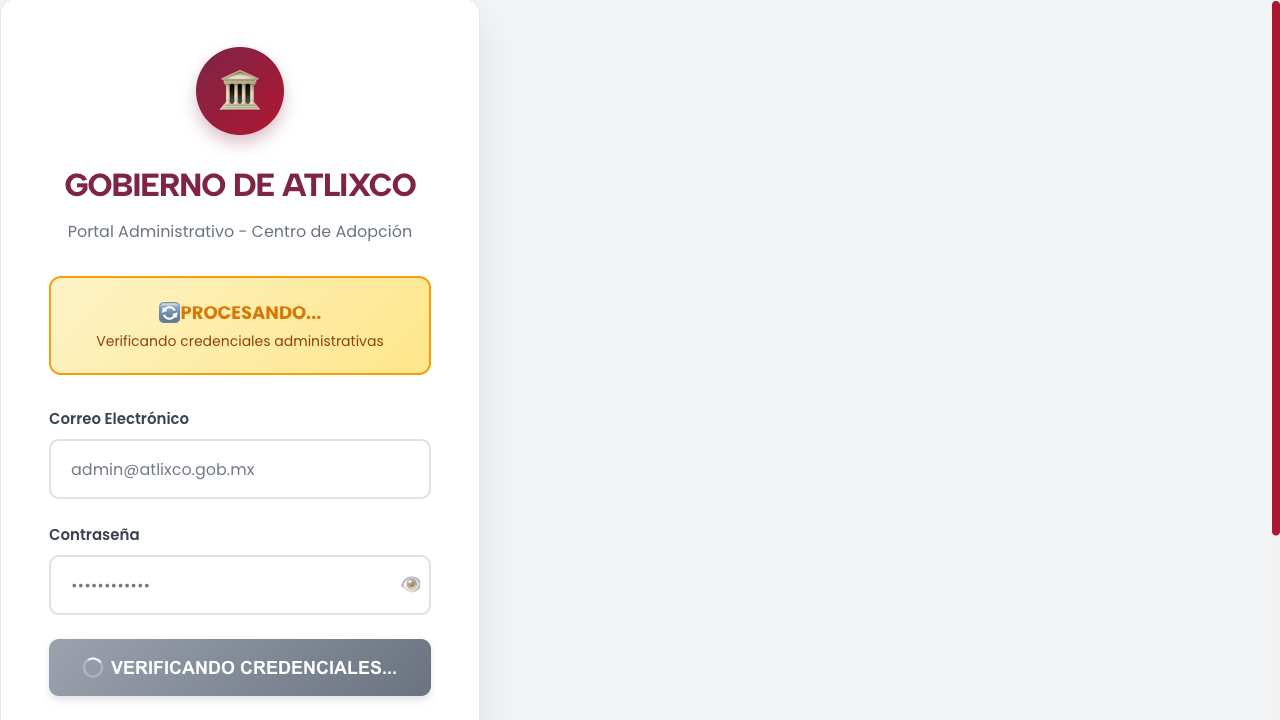 GOBIERNO DE ATLIXCO
Portal Administrativo - Centro de Adopción
PROCESANDO...
Verificando credenciales administrativas
Correo Electrónico
admin@atlixco.gob.mx
Contraseña
••••••••••••
VERIFICANDO CREDENCIALES...